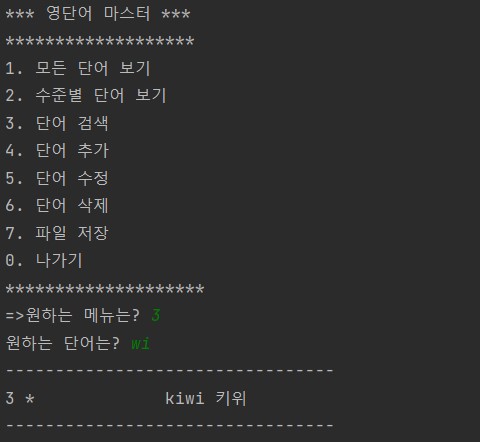 *** 영단어 마스터 ***
*******************
1. 모든 단어 보기
2. 수준별 단어 보기
3. 단어 검색
4. 단어 추가
5. 단어 수정
6. 단어 삭제
7. 파일 저장
0. 나가기
********************
=>원하는 메뉴는? 3
원하는 단어는? wi
---------------------------------
3 *             kiwi 키위
---------------------------------